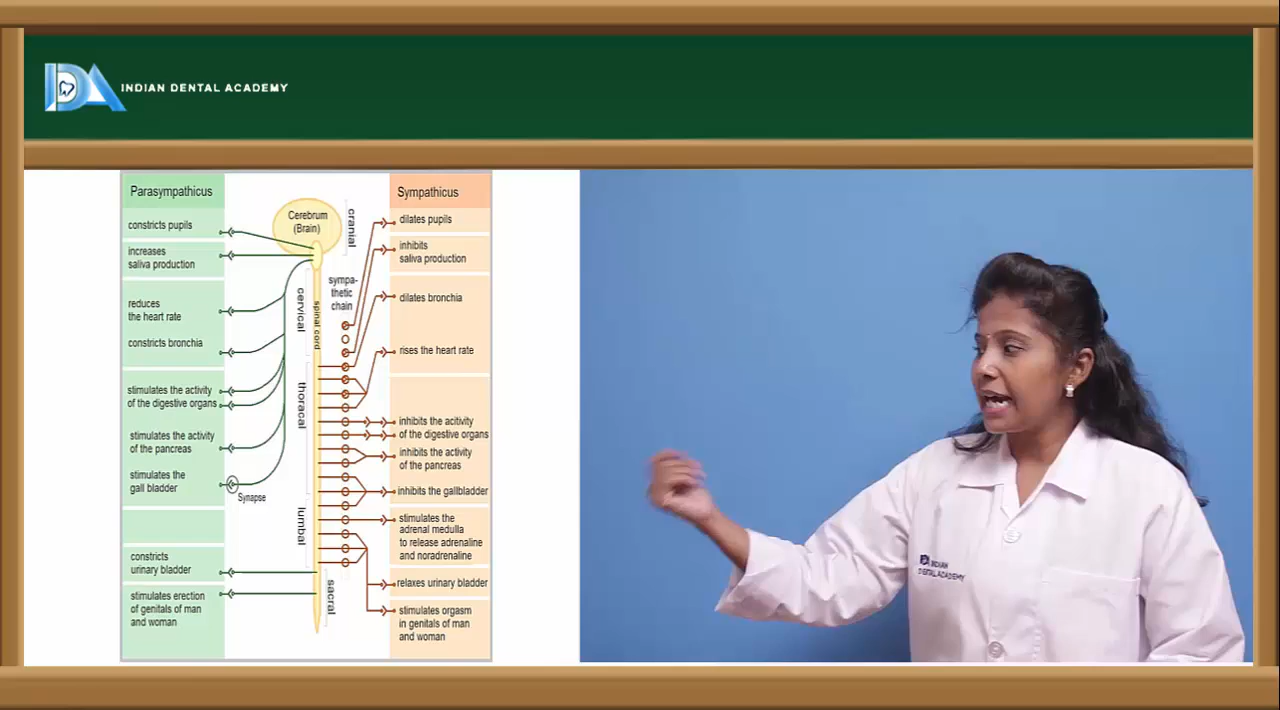 IDA INDIAN DENTAL ACADEMY
Parasympathicus
constricts pupils
increases
saliva production
reduces
the heart rate
constricts bronchia
stimulates the activity
of the digestive organs
stimulates the activity
of the pancreas
stimulates the
gall bladder
constricts
urinary bladder
stimulates erection
of genitals of man
and woman
Cerebrum
(Brain)
cranial
sympa-
thetic
chain
cervical
spinal cord
thoracal
Synapse
lumbal
sacral
Sympathicus
dilates pupils
inhibits
saliva production
dilates bronchia
rises the heart rate
inhibits the acitivity
of the digestive organs
inhibits the activity
of the pancreas
inhibits the gallbladder
stimulates the
adrenal medulla
to release adrenaline
and noradrenaline
relaxes urinary bladder
stimulates orgasm
in genitals of man
and woman
INDIAN
DENTAL ACADEMY